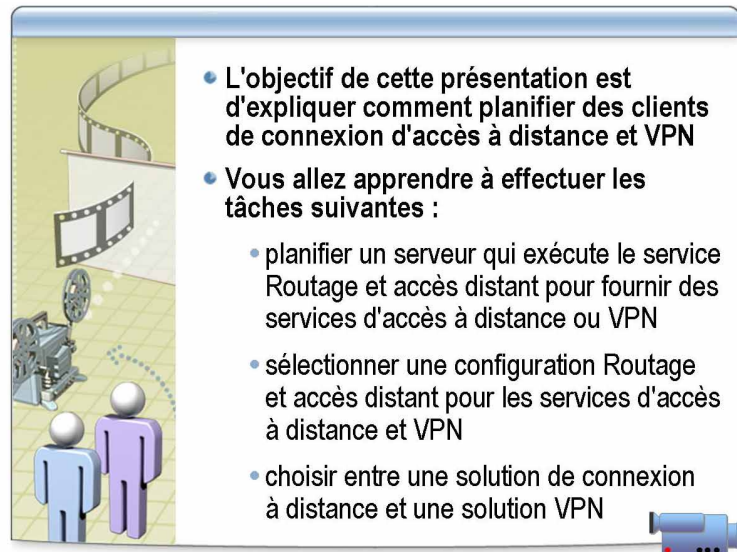 L'objectif de cette présentation est
d'expliquer comment planifier des clients
de connexion d'accès à distance et VPN
Vous allez apprendre à effectuer les
tâches suivantes :
planifier un serveur qui exécute le service
Routage et accès distant pour fournir des
services d'accès à distance ou VPN
sélectionner une configuration Routage
et accès distant pour les services d'accès
à distance et VPN
choisir entre une solution de connexion
à distance et une solution VPN